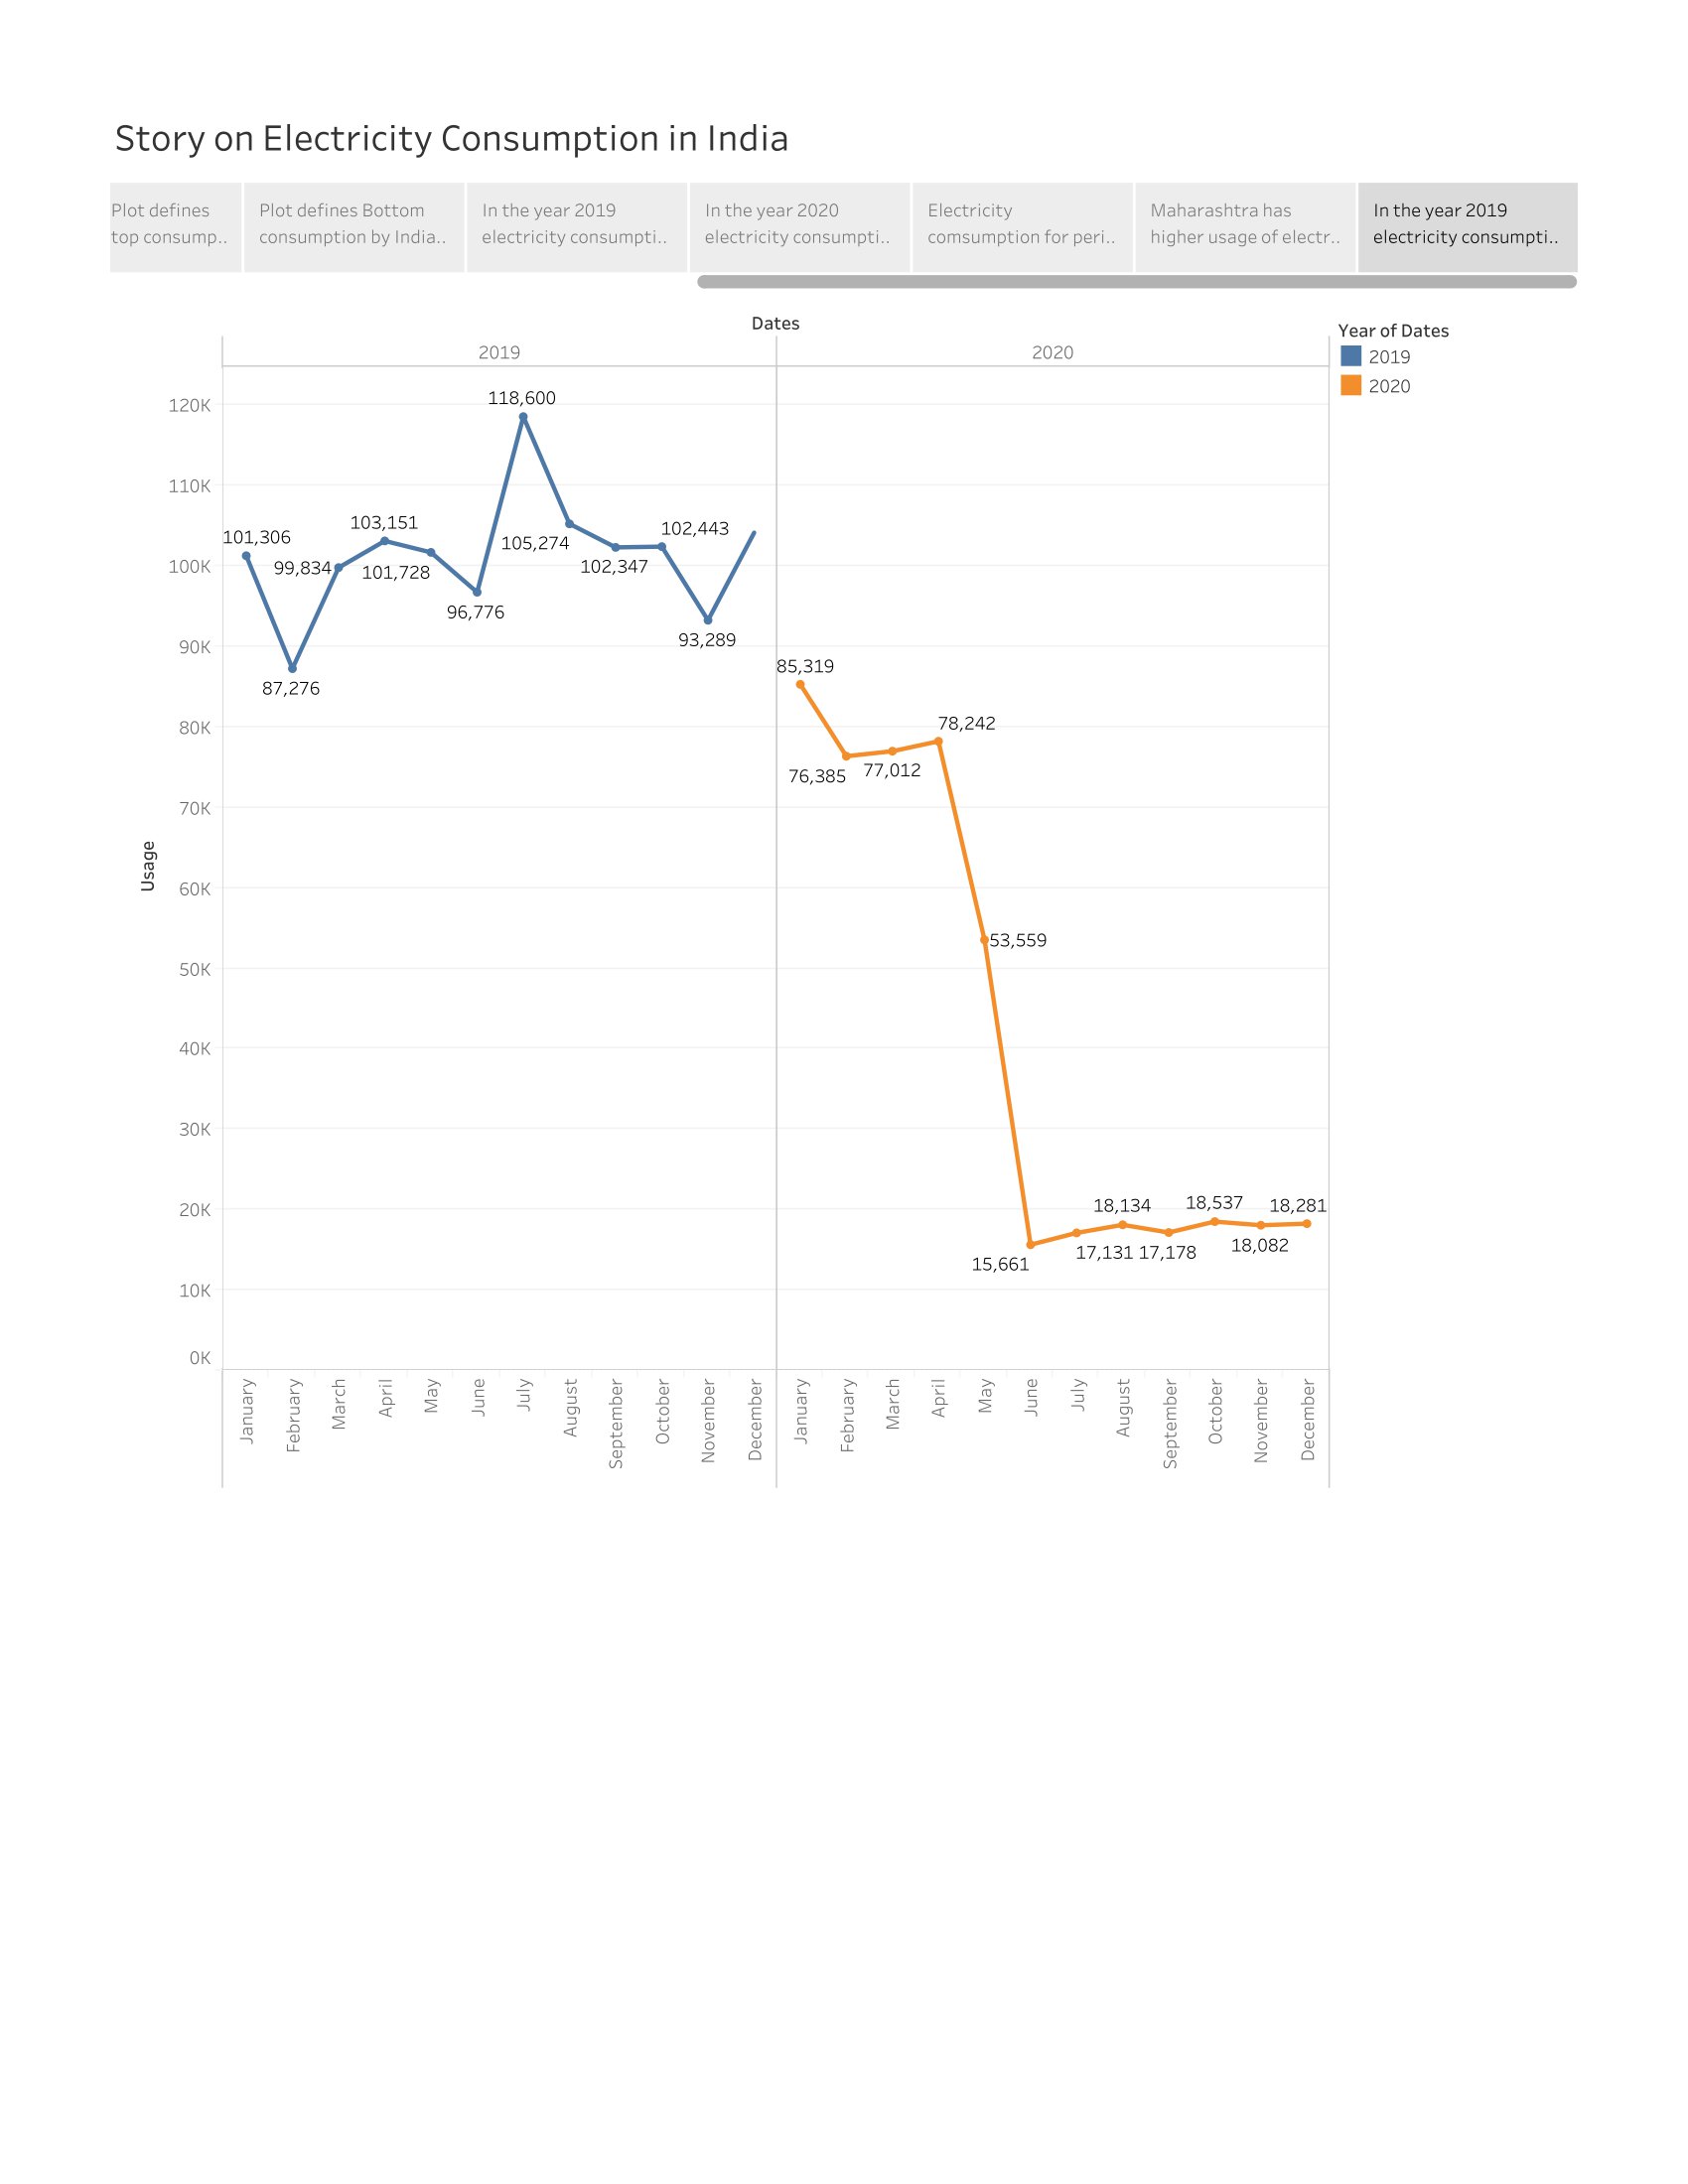 Story on Electricity Consumption in India
Plot defines
top consump..
Plot defines Bottom
consumption by India..
In the year 2019
electricity consumpti..
In the year 2020
electricity consumpti..
Electricity
comsumption for peri..
Maharashtra has
higher usage of electr..
In the year 2019
electricity consumpti..
Dates
2019
2020
Year of Dates
2019
2020
Usage
120K
110K
100K
90K
80K
70K
60K
50K
40K
30K
20K
10K
0K
101,306
87,276
99,834
103,151
101,728
96,776
118,600
105,274
102,347
102,443
93,289
85,319
76,385
77,012
78,242
53,559
15,661
17,131
18,134
17,178
18,537
18,082
18,281
January
February
March
April
May
June
July
August
September
October
November
December
January
February
March
April
May
June
July
August
September
October
November
December